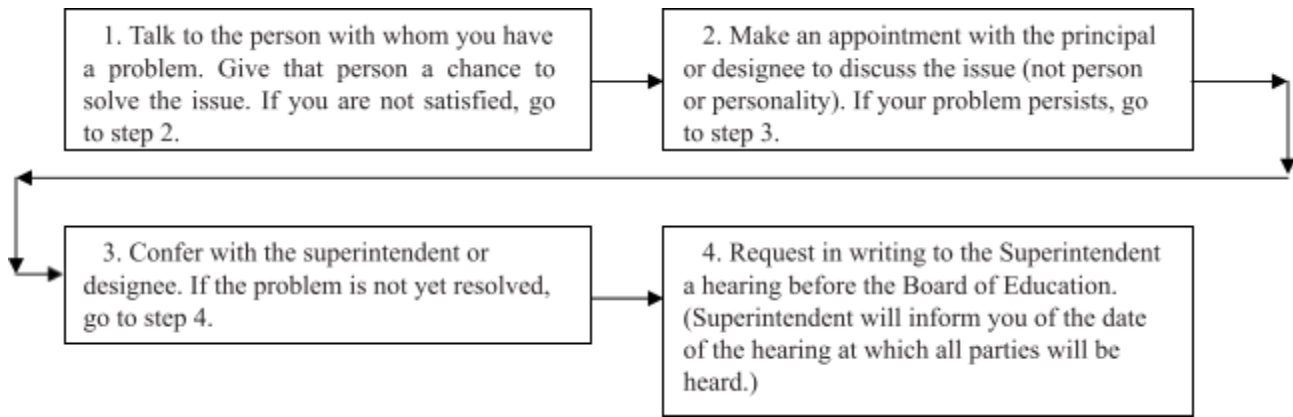 1. Talk to the person with whom you have
a problem. Give that person a chance to
solve the issue. If you are not satisfied, go
to step 2.
2. Make an appointment with the principal
or designee to discuss the issue (not person
or personality). If your problem persists, go
to step 3.
3. Confer with the superintendent or
designee. If the problem is not yet resolved,
go to step 4.
4. Request in writing to the Superintendent
a hearing before the Board of Education.
(Superintendent will inform you of the date
of the hearing at which all parties will be
heard.)